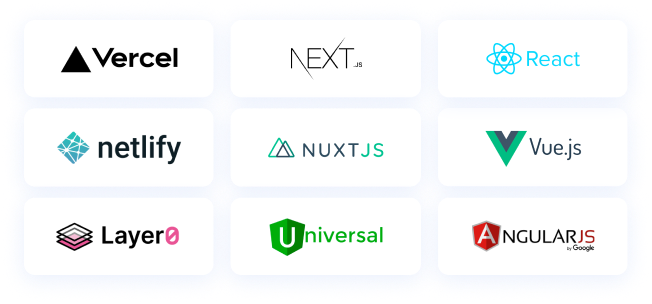 Vercel
NEXT.JS
React
netlify
NUXTJS
Vue.js
Layer0
Universal
ANGULARJS
by Google